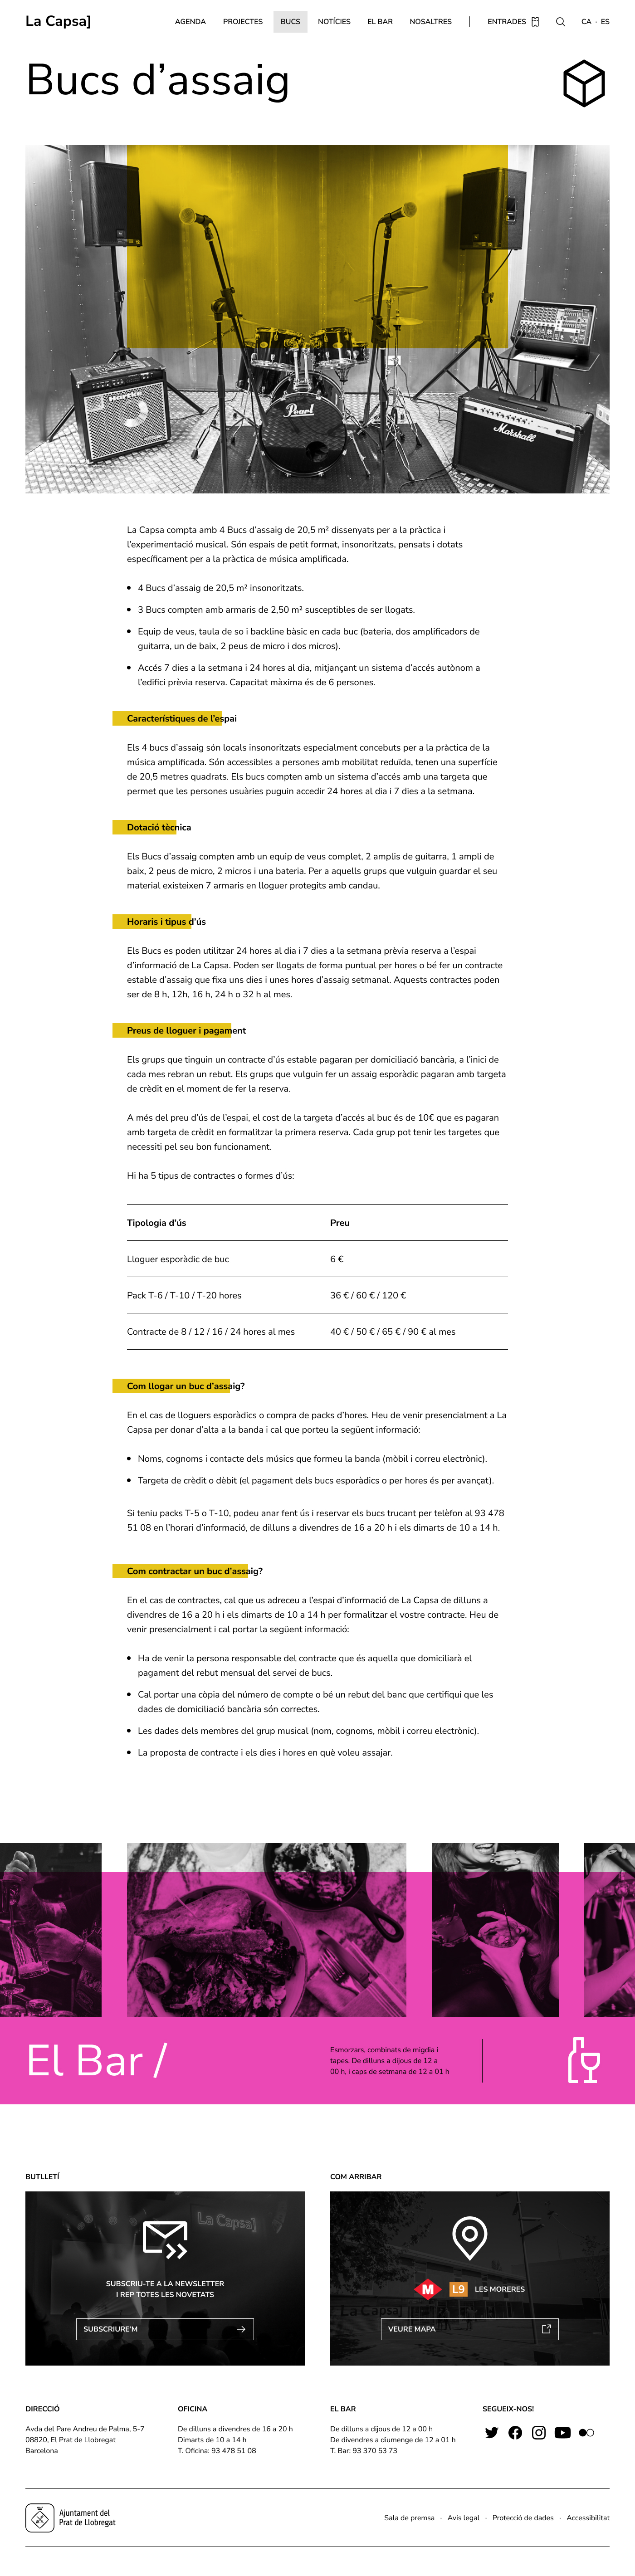 La Capsa]
AGENDA
PROJECTES
BUCS
NOTÍCIES
EL BAR
NOSALTRES
ENTRADES
CA - ES
Bucs d'assaig
Hartke
Pearl
Marshall
La Capsa compta amb 4 Bucs d'assaig de 20,5 m² dissenyats per a la pràctica i
l'experimentació musical. Són espais de petit format, insonoritzats, pensats i dotats
específicament per a la pràctica de música amplificada.
4 Bucs d'assaig de 20,5 m² insonoritzats.
3 Bucs compten amb armaris de 2,50 m² susceptibles de ser llogats.
Equip de veus, taula de so i backline bàsic en cada buc (bateria, dos amplificadors de
guitarra, un de baix, 2 peus de micro i dos micros).
Accés 7 dies a la setmana i 24 hores al dia, mitjançant un sistema d'accés autònom a
l'edifici prèvia reserva. Capacitat màxima és de 6 persones.
Característiques de l'espai
Els 4 bucs d'assaig són locals insonoritzats especialment concebuts per a la pràctica de la
música amplificada. Són accessibles a persones amb mobilitat reduïda, tenen una superfície
de 20,5 metres quadrats. Els bucs compten amb un sistema d'accés amb una targeta que
permet que les persones usuàries puguin accedir 24 hores al dia i 7 dies a la setmana.
Dotació tècnica
Els Bucs d'assaig compten amb un equip de veus complet, 2 amplis de guitarra, 1 ampli de
baix, 2 peus de micro, 2 micros i una bateria. Per a aquells grups que vulguin guardar el seu
material existeixen 7 armaris en lloguer protegits amb candau.
Horaris i tipus d'ús
Els Bucs es poden utilitzar 24 hores al dia i 7 dies a la setmana prèvia reserva a l'espai
d'informació de La Capsa. Poden ser llogats de forma puntual per hores o bé fer un contracte
estable d'assaig que fixa uns dies i unes hores d'assaig setmanal. Aquests contractes poden
ser de 8 h, 12h, 16 h, 24 h o 32 h al mes.
Preus de lloguer i pagament
Els grups que tinguin un contracte d'ús estable pagaran per domiciliació bancària, a l'inici de
cada mes rebran un rebut. Els grups que vulguin fer un assaig esporàdic pagaran amb targeta
de crèdit en el moment de fer la reserva.
A més del preu d'ús de l'espai, el cost de la targeta d'accés al buc és de 10€ que es pagaran
amb targeta de crèdit en formalitzar la primera reserva. Cada grup pot tenir les targetes que
necessiti pel seu bon funcionament.
Hi ha 5 tipus de contractes o formes d'ús:
Tipologia d'ús
Preu
Lloguer esporàdic de buc
6 €
Pack T-6 / T-10 / T-20 hores
36 € / 60 € / 120 €
Contracte de 8 / 12 / 16 / 24 hores al mes
40 € / 50 € / 65 € / 90 € al mes
Com llogar un buc d'assaig?
En el cas de lloguers esporàdics o compra de packs d'hores. Heu de venir presencialment a La
Capsa per donar d'alta a la banda i cal que porteu la següent informació:
Noms, cognoms i contacte dels músics que formeu la banda (mòbil i correu electrònic).
Targeta de crèdit o dèbit (el pagament dels bucs esporàdics o per hores és per avançat).
Si teniu packs T-5 o T-10, podeu anar fent ús i reservar els bucs trucant per telèfon al 93 478
51 08 en l'horari d'informació, de dilluns a divendres de 16 a 20 h i els dimarts de 10 a 14 h.
Com contractar un buc d'assaig?
En el cas de contractes, cal que us adreceu a l'espai d'informació de La Capsa de dilluns a
divendres de 16 a 20 h i els dimarts de 10 a 14 h per formalitzar el vostre contracte. Heu de
venir presencialment i cal portar la següent informació:
Ha de venir la persona responsable del contracte que és aquella que domiciliarà el
pagament del rebut mensual del servei de bucs.
Cal portar una còpia del número de compte o bé un rebut del banc que certifiqui que les
dades de domiciliació bancària són correctes.
Les dades dels membres del grup musical (nom, cognoms, mòbil i correu electrònic).
La proposta de contracte i els dies i hores en què voleu assajar.
El Bar /
Esmorzars, combinats de migdia i
tapes. De dilluns a dijous de 12 a
00 h, i caps de setmana de 12 a 01 h
BUTLLETÍ
La Capsa]
SUBSCRIU-TE A LA NEWSLETTER
I REP TOTES LES NOVETATS
SUBSCRIURE'M
COM ARRIBAR
M L9 LES MORERES
La Capsa
VEURE MAPA
DIRECCIÓ
Avda del Pare Andreu de Palma, 5-7
08820, El Prat de Llobregat
Barcelona
OFICINA
De dilluns a divendres de 16 a 20 h
Dimarts de 10 a 14 h
T. Oficina: 93 478 51 08
EL BAR
De dilluns a dijous de 12 a 00 h
De divendres a diumenge de 12 a 01 h
T. Bar: 93 370 53 73
SEGUEIX-NOS!
Ajuntament del
Prat de Llobregat
Sala de premsa - Avís legal - Protecció de dades - Accessibilitat